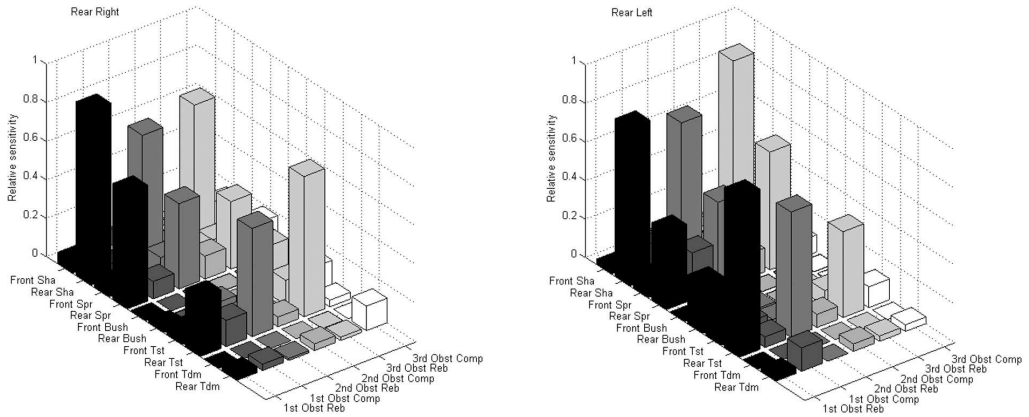 Rear Right
1
0.8
0.6
0.4
0.2
0
Relative sensitivity
Front Sha
Rear Sha
Front Spr
Rear Spr
Front Bush
Rear Bush
Front Tst
Rear Tst
Front Tdm
Rear Tdm
3rd Obst Comp
3rd Obst Reb
2nd Obst Comp
2nd Obst Reb
1st Obst Comp
1st Obst Reb
Rear Left
1
0.8
0.6
0.4
0.2
0
Relative sensitivity
Front Sha
Rear Sha
Front Spr
Rear Spr
Front Bush
Rear Bush
Front Tst
Rear Tst
Front Tdm
Rear Tdm
3rd Obst Comp
3rd Obst Reb
2nd Obst Comp
2nd Obst Reb
1st Obst Comp
1st Obst Reb